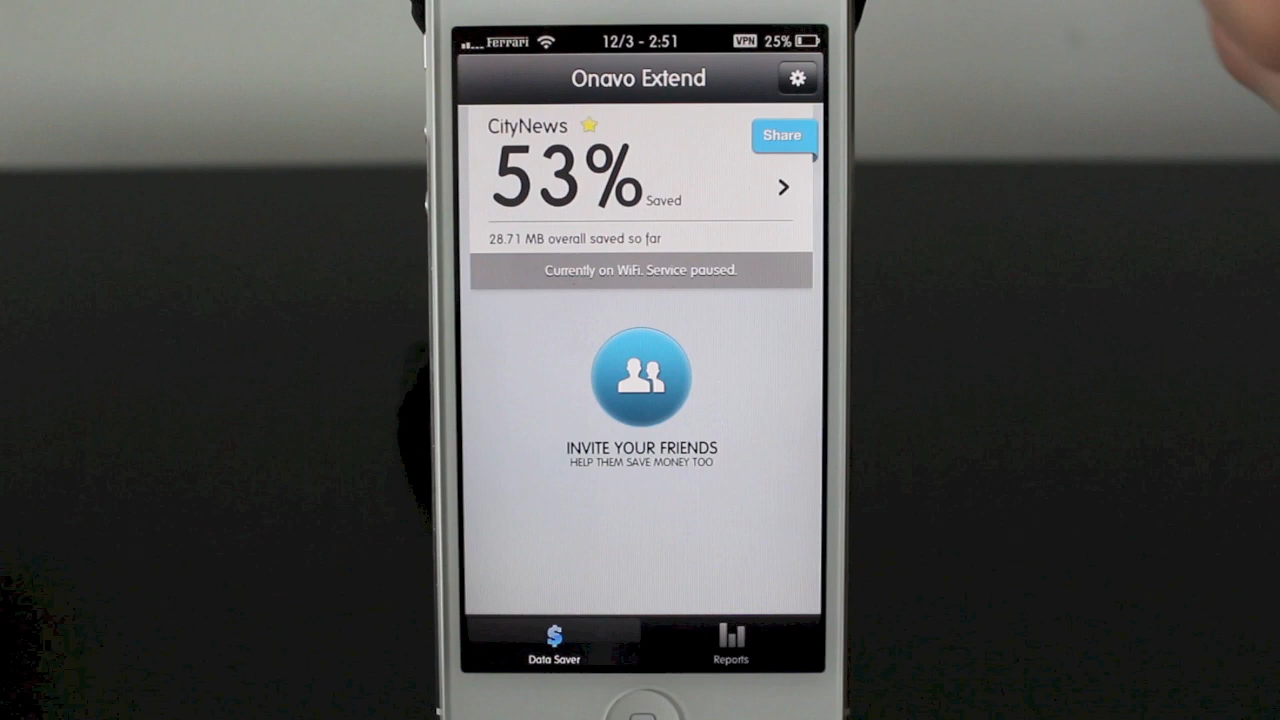 Ferrari 12/3 - 2:51 VPN 25%
Onavo Extend
CityNews
Share
53% Saved
28.71 MB overall saved so far
Currently on WiFi. Service paused.
INVITE YOUR FRIENDS
HELP THEM SAVE MONEY TOO
$
Data Saver Reports